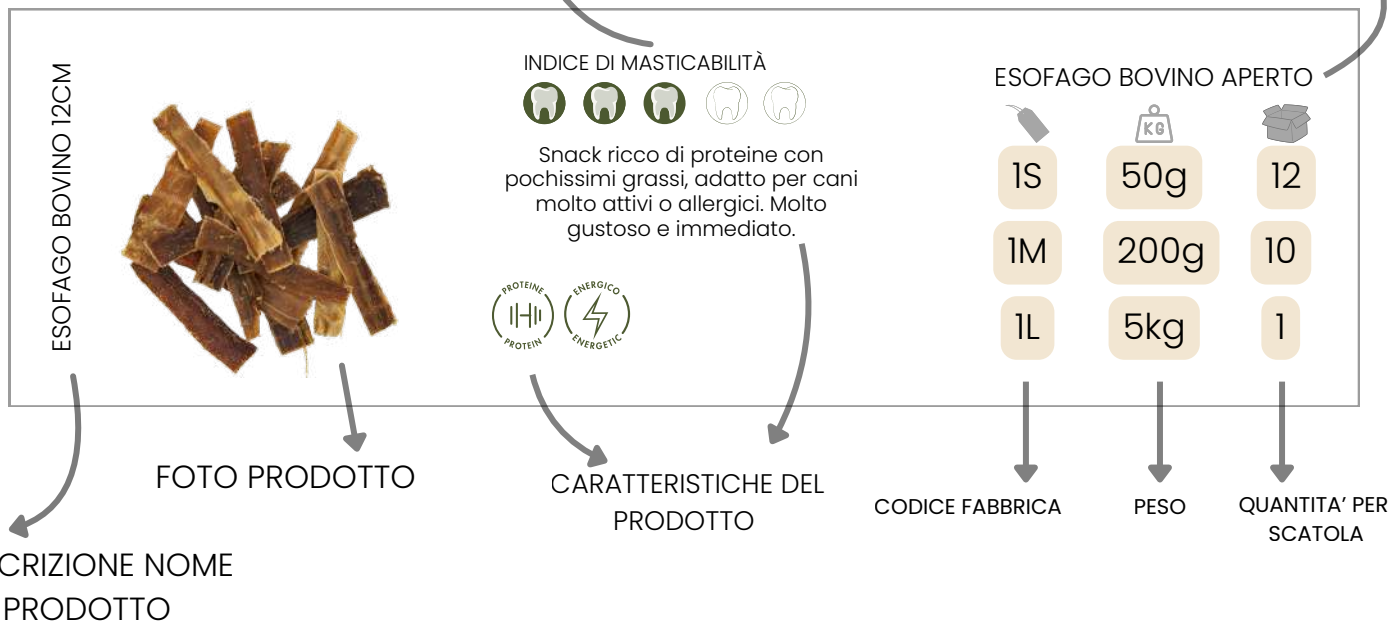 ESOFAGO BOVINO 12CM
INDICE DI MASTICABILITÀ
Snack ricco di proteine con
pochissimi grassi, adatto per cani
molto attivi o allergici. Molto
gustoso e immediato.
PROTEINE
PROTEIN
ENERGICO
ENERGETIC
ESOFAGO BOVINO APERTO
KG
1S 50g 12
1M 200g 10
1L 5kg 1
FOTO PRODOTTO
CARATTERISTICHE DEL
PRODOTTO
CODICE FABBRICA
PESO
QUANTITA’ PER
SCATOLA
CRIZIONE NOME
PRODOTTO